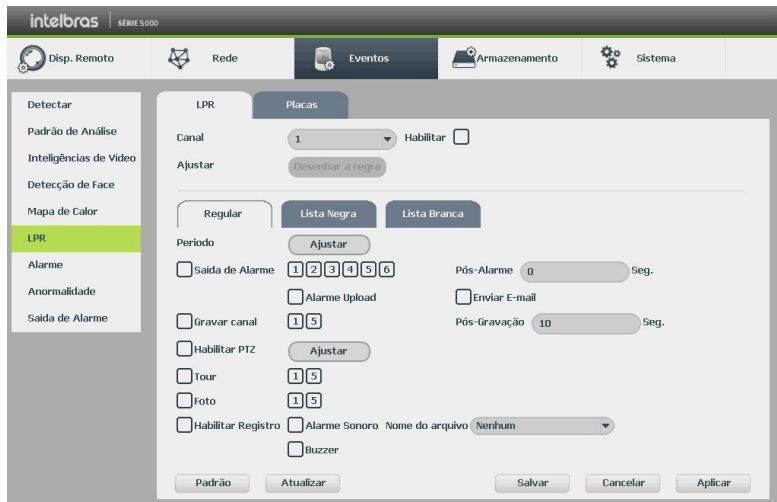 intelbras SÉRIE 5000
Disp. Remoto Rede Eventos Armazenamento Sistema
Detectar
Padrão de Análise
Inteligências de Vídeo
Detecção de Face
Mapa de Calor
LPR
Alarme
Anormalidade
Saída de Alarme
LPR Placas
Canal 1 Habilitar
Ajustar Desenhar a regra
Regular Lista Negra Lista Branca
Período Ajustar
Saída de Alarme 1 2 3 4 5 6 Pós-Alarme 0 Seg.
Alarme Upload Enviar E-mail
Gravar canal 1 5 Pós-Gravação 10 Seg.
Habilitar PTZ Ajustar
Tour 1 5
Foto 1 5
Habilitar Registro Alarme Sonoro Nome do arquivo Nenhum
Buzzer
Padrão Atualizar Salvar Cancelar Aplicar